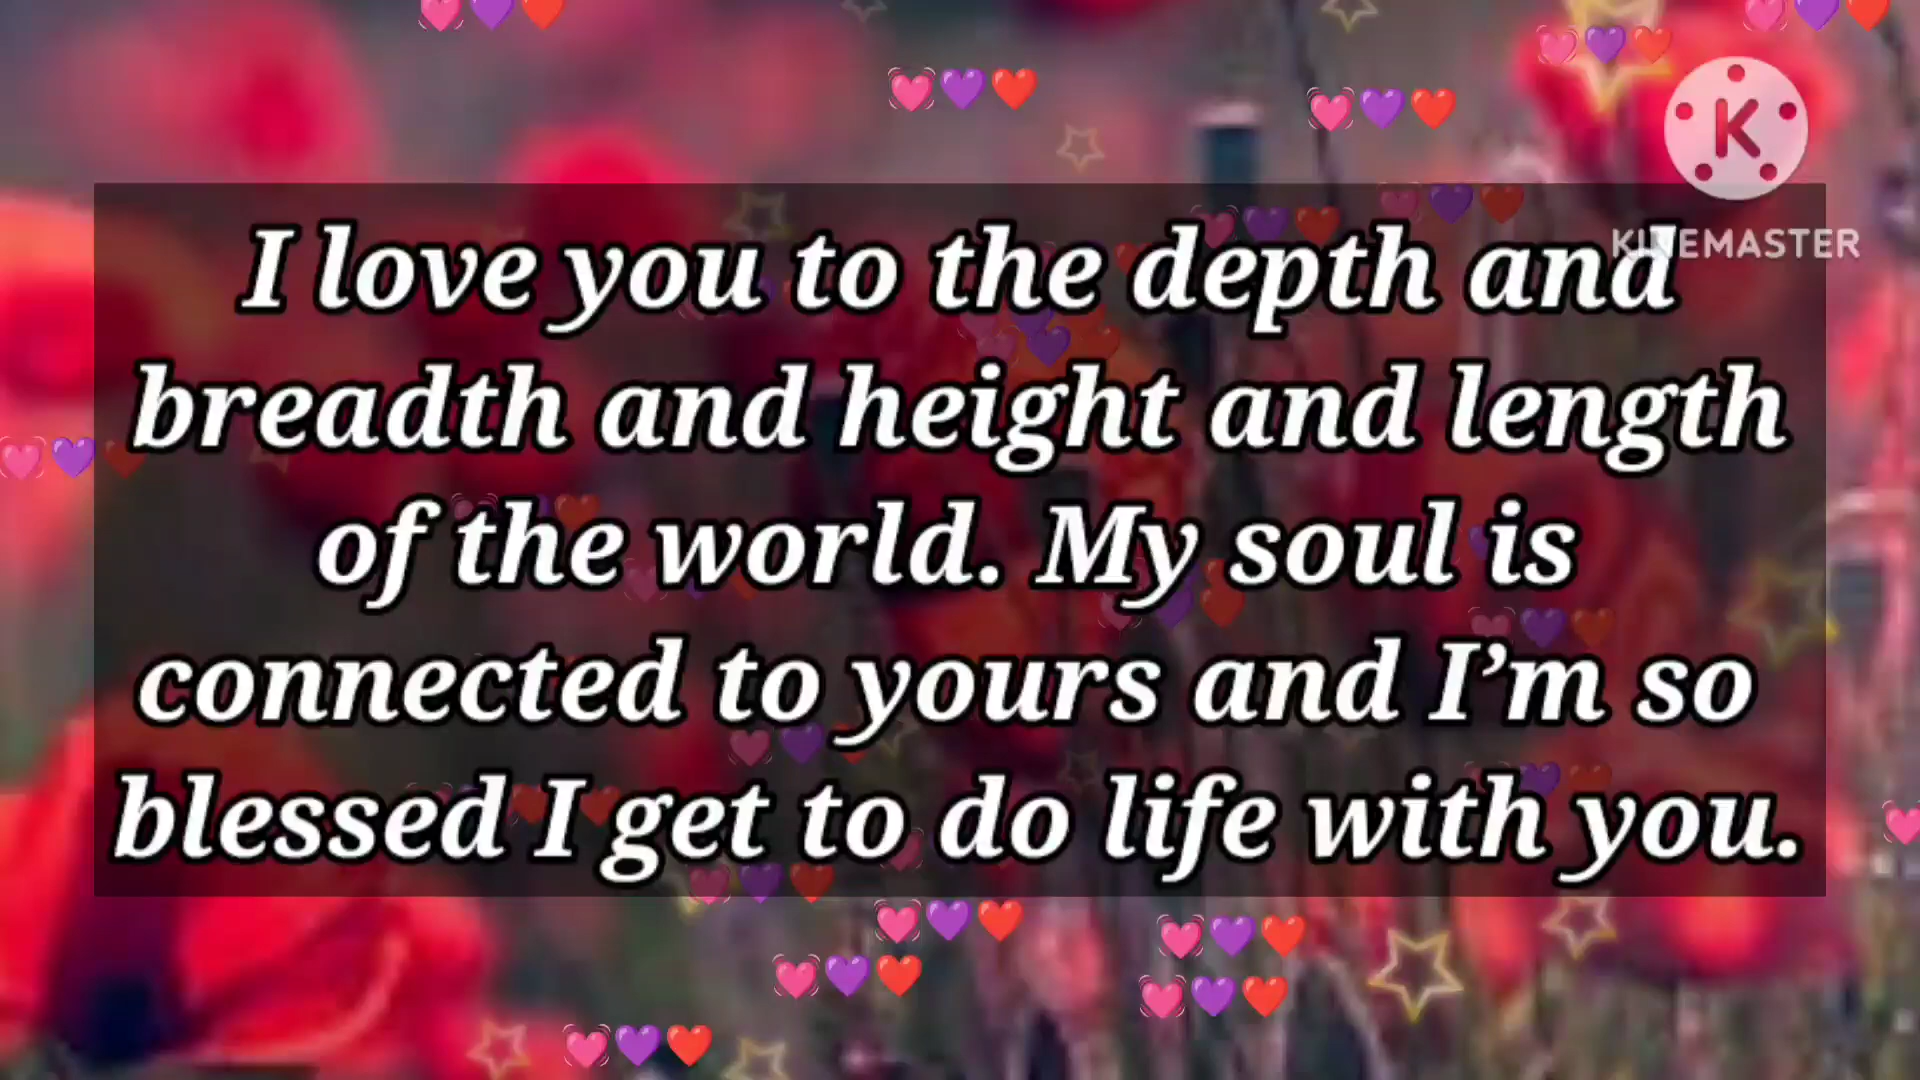 K
KINEMASTER
I love you to the depth and
breadth and height and length
of the world. My soul is
connected to yours and I’m so
blessed I get to do life with you.